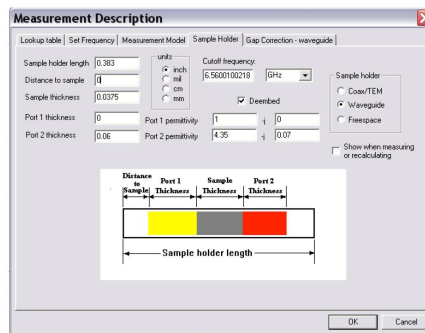 Measurement Description
Lookup table Set Frequency Measurement Model Sample Holder Gap Correction - waveguide
Sample holder length 0.383
Distance to sample 0
Sample thickness 0.0375
Port 1 thickness 0
Port 2 thickness 0.06
units
inch
mil
cm
mm
Cutoff frequency:
6.5600100218 GHz
Deembed
Port 1 permittivity 1 -j 0
Port 2 permittivity 4.35 -j 0.07
Sample holder
Coax/TEM
Waveguide
Freespace
Show when measuring
or recalculating
Distance
to
Sample
Port 1
Thickness
Sample
Thickness
Port 2
Thickness
Sample holder length
OK Cancel